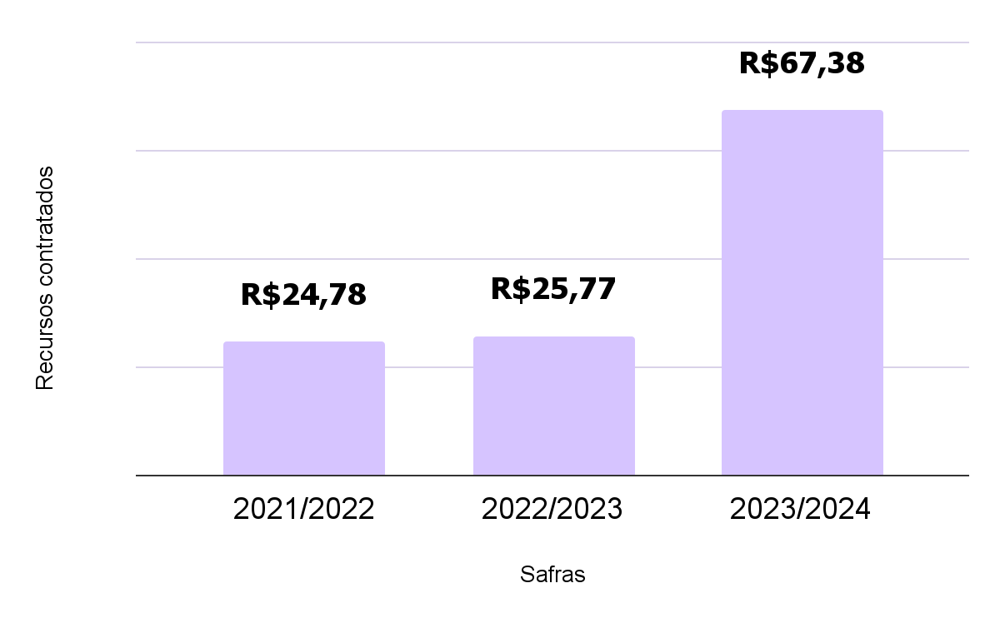 R$67,38
R$24,78
R$25,77
Recursos contratados
2021/2022
2022/2023
2023/2024
Safras